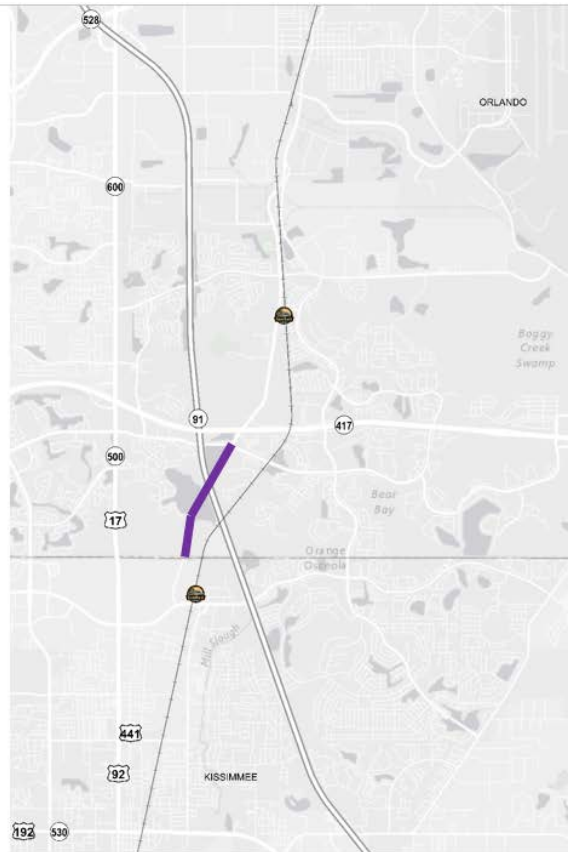 528
ORLANDO
600
Boggy
Creek
Swamp
91
417
500
Bear
Bay
17
Orange
Osceola
Mill Slough
441
92
KISSIMMEE
192
530